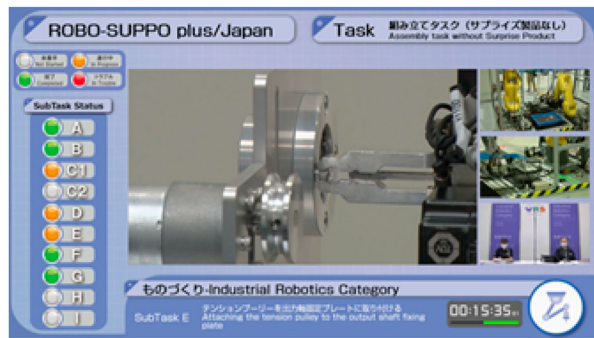 ROBO-SUPPO plus/Japan
Task
組み立てタスク（サプライズ製品なし）
Assembly task without Surprise Product
未着手
Not Started
進行中
In Progress
完了
Completed
トラブル
In Trouble
SubTask Status
A
B
C1
C2
D
E
F
G
H
I
WRS
ものづくり-Industrial Robotics Category
SubTask E
テンションプーリーを出力軸固定プレートに取り付ける
Attaching the tension pulley to the output shaft fixing
plate
00:15:35